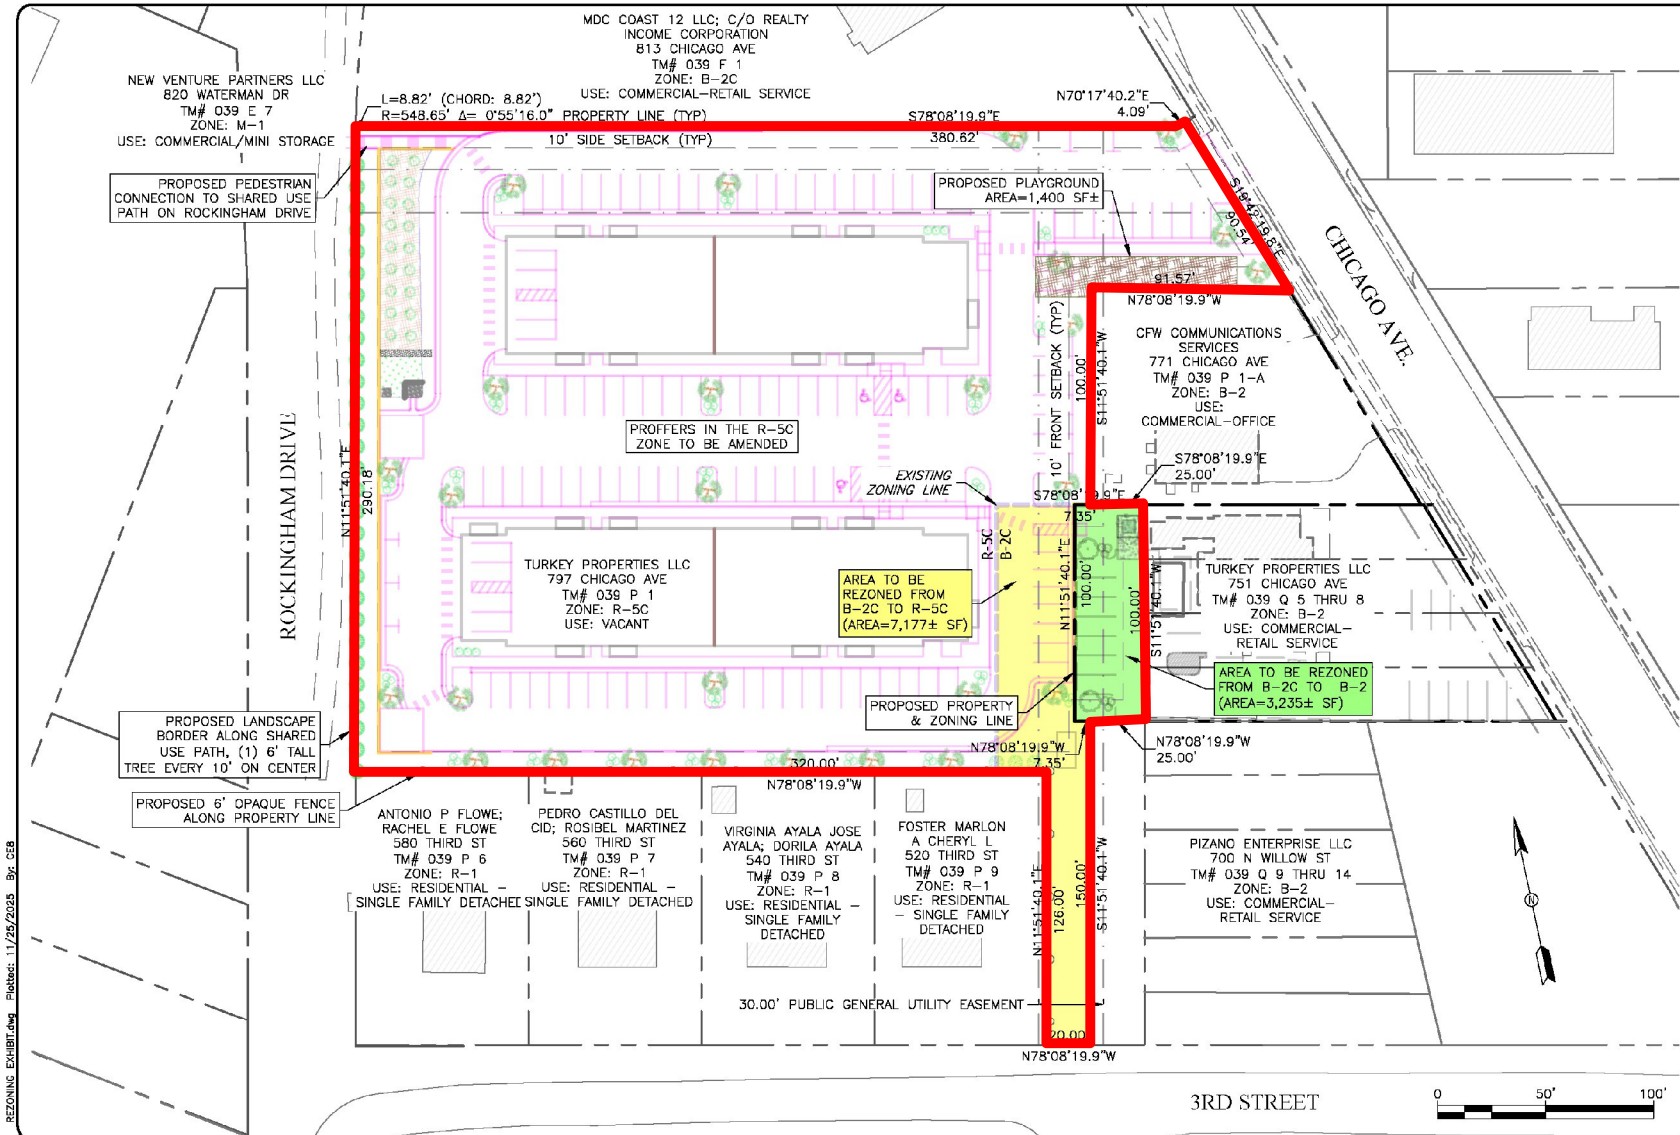 MDC COAST 12 LLC; C/O REALTY
INCOME CORPORATION
813 CHICAGO AVE
TM# 039 F 1
ZONE: B-2C
USE: COMMERCIAL-RETAIL SERVICE
NEW VENTURE PARTNERS LLC
820 WATERMAN DR
TM# 039 E 7
ZONE: M-1
USE: COMMERCIAL/MINI STORAGE
L=8.82' (CHORD: 8.82')
R=548.65' Δ= 0°55'16.0"
PROPERTY LINE (TYP)
10' SIDE SETBACK (TYP)
S78°08'19.9"E
380.62'
N70°17'40.2"E
4.09'
S19°42'19.8"E
90.54'
CHICAGO AVE.
PROPOSED PEDESTRIAN
CONNECTION TO SHARED USE
PATH ON ROCKINGHAM DRIVE
PROPOSED PLAYGROUND
AREA=1,400 SF±
91.57'
N78°08'19.9"W
10' FRONT SETBACK (TYP)
100.00'
S11°51'40.1"W
CFW COMMUNICATIONS
SERVICES
771 CHICAGO AVE
TM# 039 P 1-A
ZONE: B-2
USE:
COMMERCIAL-OFFICE
ROCKINGHAM DRIVE
N11°51'40.1"E
290.18'
PROFFERS IN THE R-5C
ZONE TO BE AMENDED
EXISTING
ZONING LINE
S78°08'19.9"E
25.00'
S78°08'19.9"E
7.35'
R-5C
B-2C
N11°51'40.1"E
100.00'
100.00'
S11°51'40.1"W
TURKEY PROPERTIES LLC
797 CHICAGO AVE
TM# 039 P 1
ZONE: R-5C
USE: VACANT
AREA TO BE
REZONED FROM
B-2C TO R-5C
(AREA=7,177± SF)
TURKEY PROPERTIES LLC
751 CHICAGO AVE
TM# 039 Q 5 THRU 8
ZONE: B-2
USE: COMMERCIAL-
RETAIL SERVICE
AREA TO BE REZONED
FROM B-2C TO B-2
(AREA=3,235± SF)
PROPOSED PROPERTY
& ZONING LINE
PROPOSED LANDSCAPE
BORDER ALONG SHARED
USE PATH, (1) 6' TALL
TREE EVERY 10' ON CENTER
N78°08'19.9"W
7.35'
N78°08'19.9"W
25.00'
320.00'
N78°08'19.9"W
PROPOSED 6' OPAQUE FENCE
ALONG PROPERTY LINE
ANTONIO P FLOWE;
RACHEL E FLOWE
580 THIRD ST
TM# 039 P 6
ZONE: R-1
USE: RESIDENTIAL -
SINGLE FAMILY DETACHED
PEDRO CASTILLO DEL
CID; ROSIBEL MARTINEZ
560 THIRD ST
TM# 039 P 7
ZONE: R-1
USE: RESIDENTIAL -
SINGLE FAMILY DETACHED
VIRGINIA AYALA JOSE
AYALA; DORILA AYALA
540 THIRD ST
TM# 039 P 8
ZONE: R-1
USE: RESIDENTIAL -
SINGLE FAMILY
DETACHED
FOSTER MARLON
A CHERYL L
520 THIRD ST
TM# 039 P 9
ZONE: R-1
USE: RESIDENTIAL
- SINGLE FAMILY
DETACHED
N11°51'40.1"E
126.00'
150.00'
S11°51'40.1"W
PIZANO ENTERPRISE LLC
700 N WILLOW ST
TM# 039 Q 9 THRU 14
ZONE: B-2
USE: COMMERCIAL-
RETAIL SERVICE
N
30.00' PUBLIC GENERAL UTILITY EASEMENT
20.00'
N78°08'19.9"W
3RD STREET
0 50' 100'
REZONING EXHIBIT.dwg Plotted: 11/25/2025 By: CEB